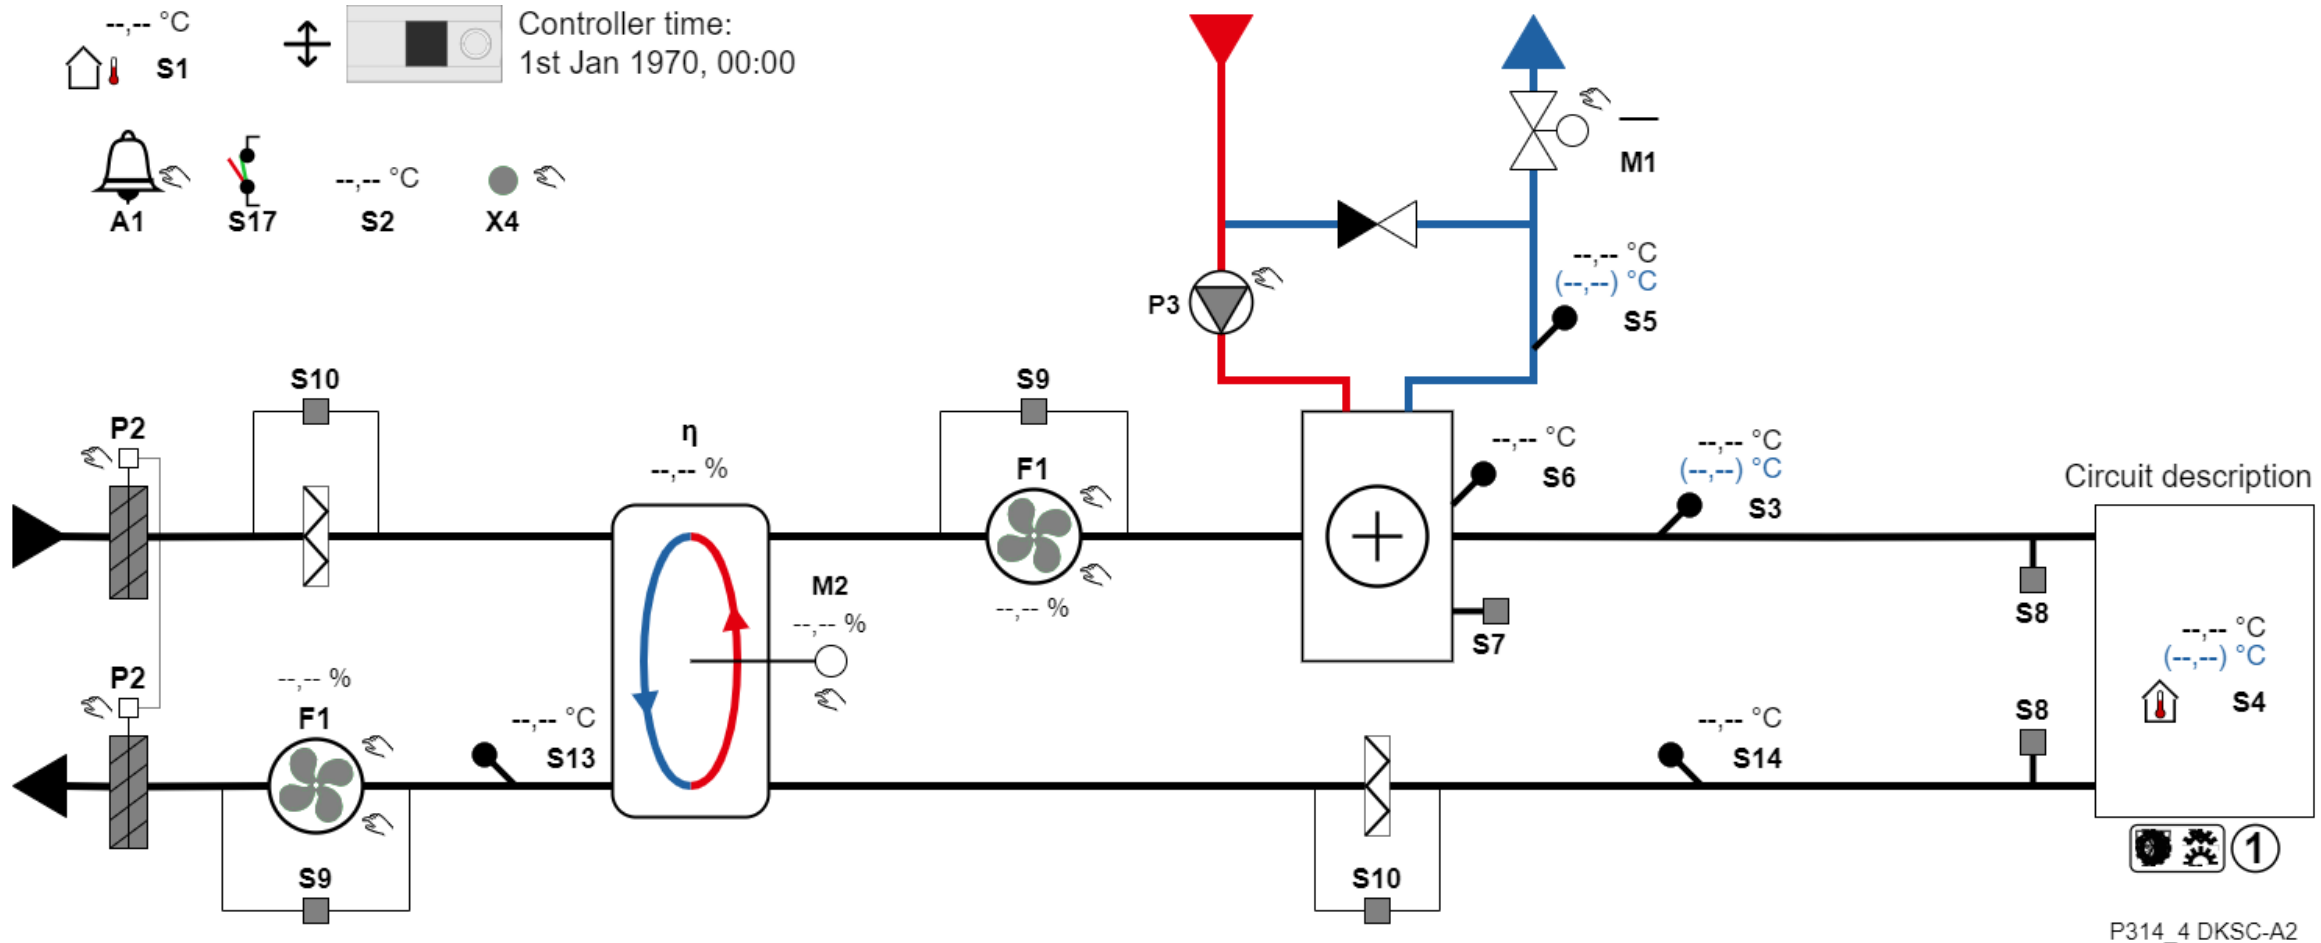 --,-- °C
S1
Controller time:
1st Jan 1970, 00:00
A1
S17
--,-- °C
S2
X4
M1
--,-- °C
(--,--) °C
S5
P3
S10
P2
η
--,-- %
S9
F1
--,-- %
--,-- °C
S6
--,-- °C
(--,--) °C
S3
Circuit description
M2
--,-- %
S7
S8
--,-- °C
(--,--) °C
S4
P2
--,-- %
F1
--,-- °C
S13
--,-- °C
S14
S8
S9
S10
1
P314_4 DKSC-A2